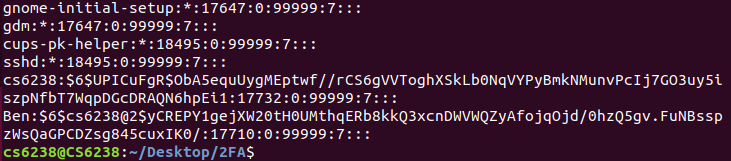 gnome-initial-setup:*:17647:0:99999:7:::
gdm:*:17647:0:99999:7:::
cups-pk-helper:*:18495:0:99999:7:::
sshd:*:18495:0:99999:7:::
cs6238:$6$UPICuFgR$ObA5equUygMEptwf//rCS6gVVToghXSkLb0NqVYPyBmkNMunvPcIj7GO3uy5i
szpNfbT7WqpDGcDRAQN6hpEi1:17732:0:99999:7:::
Ben:$6$cs6238@2$yCREPY1gejXW20tH0UMthqERb8kkQ3xcnDWVWQZyAfojqOjd/0hzQ5gv.FuNBssp
zWsQaGPCDZsg845cuxIK0/:17710:0:99999:7:::
cs6238@CS6238:~/Desktop/2FA$